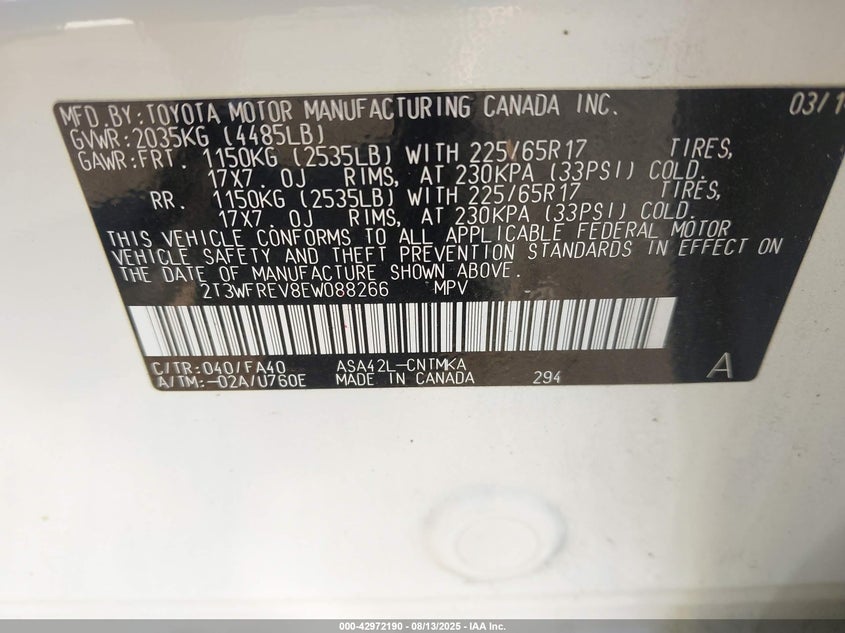 MFD.BY:TOYOTA MOTOR MANUFACTURING CANADA INC. 03/1
GVWR:2035KG (4485LB)
GAWR:FRT. 1150KG (2535LB) WITH 225/65R17 TIRES,
17X7.0J RIMS, AT 230KPA (33PSI) COLD.
RR. 1150KG (2535LB) WITH 225/65R17 TIRES,
17X7.0J RIMS, AT 230KPA (33PSI) COLD.
THIS VEHICLE CONFORMS TO ALL APPLICABLE FEDERAL MOTOR
VEHICLE SAFETY AND THEFT PREVENTION STANDARDS IN EFFECT ON
THE DATE OF MANUFACTURE SHOWN ABOVE.
2T3WFREV8EW088266 MPV
C/TR:040/FA40 ASA42L-CNTMKA
A/TM:-02A/U760E MADE IN CANADA 294 A
000-42972190 - 08/13/2025 - IAA Inc.